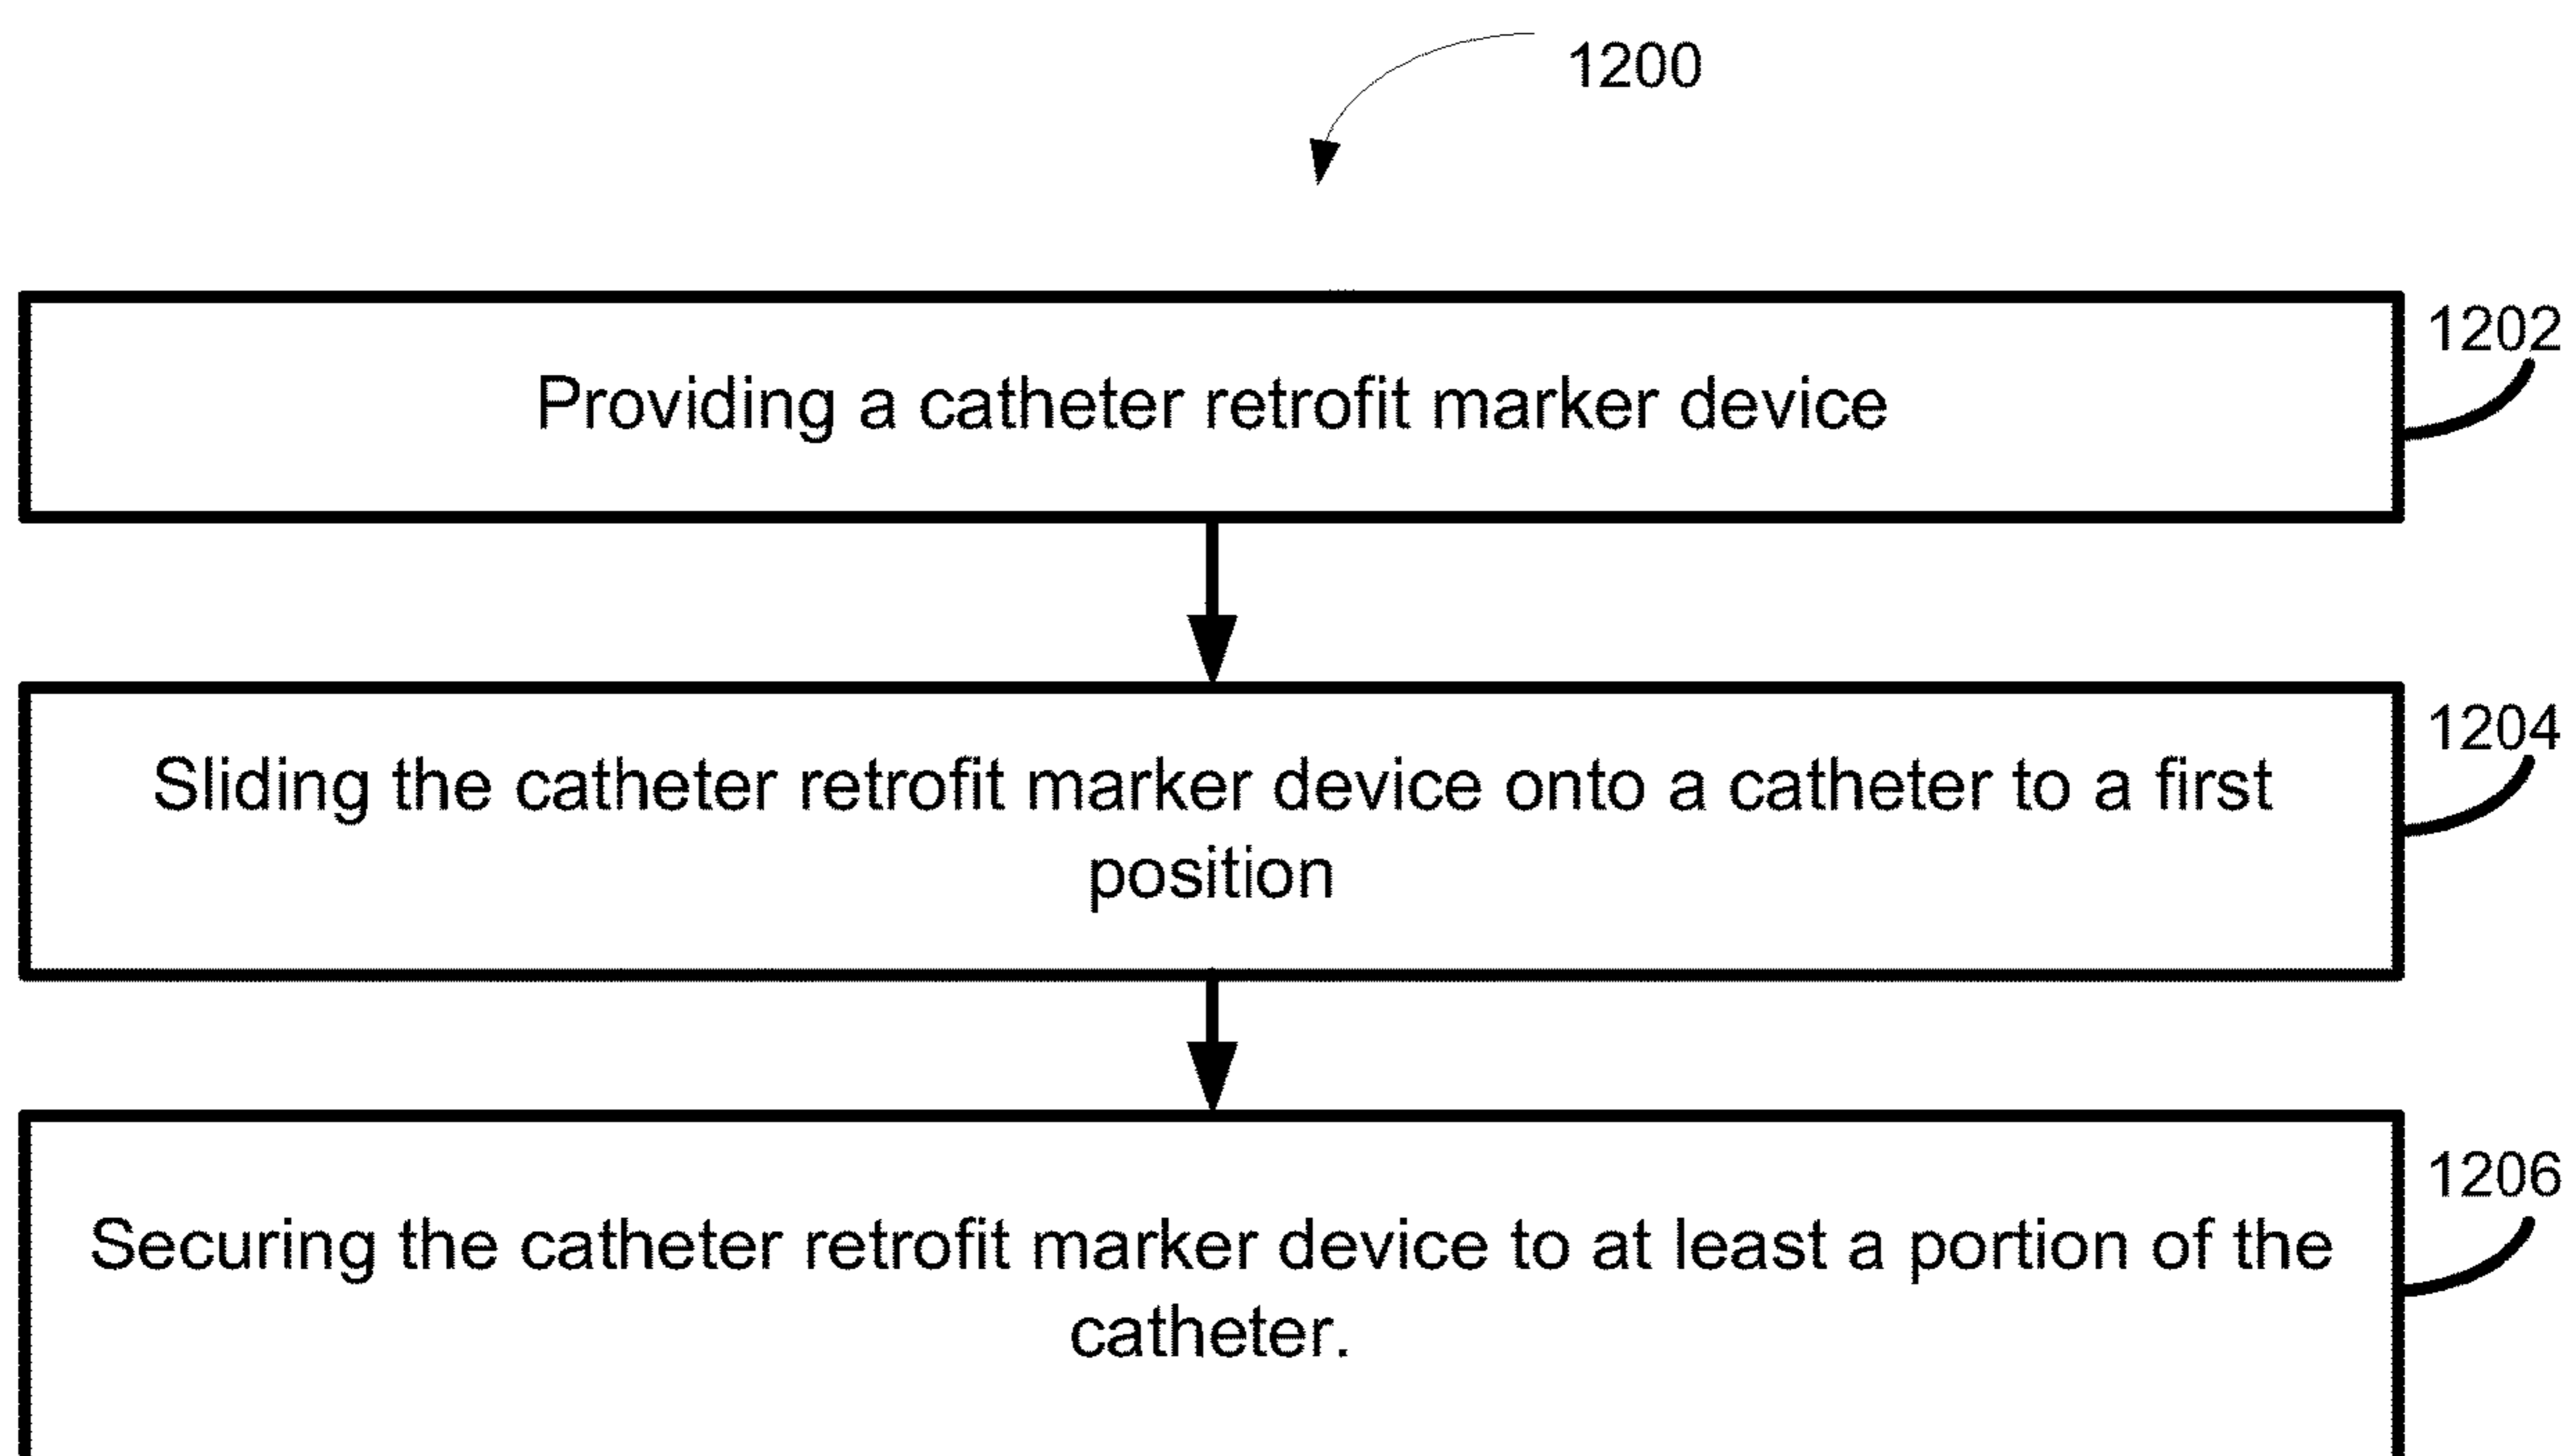 1200
1202
Providing a catheter retrofit marker device
1204
Sliding the catheter retrofit marker device onto a catheter to a first
position
1206
Securing the catheter retrofit marker device to at least a portion of the
catheter.